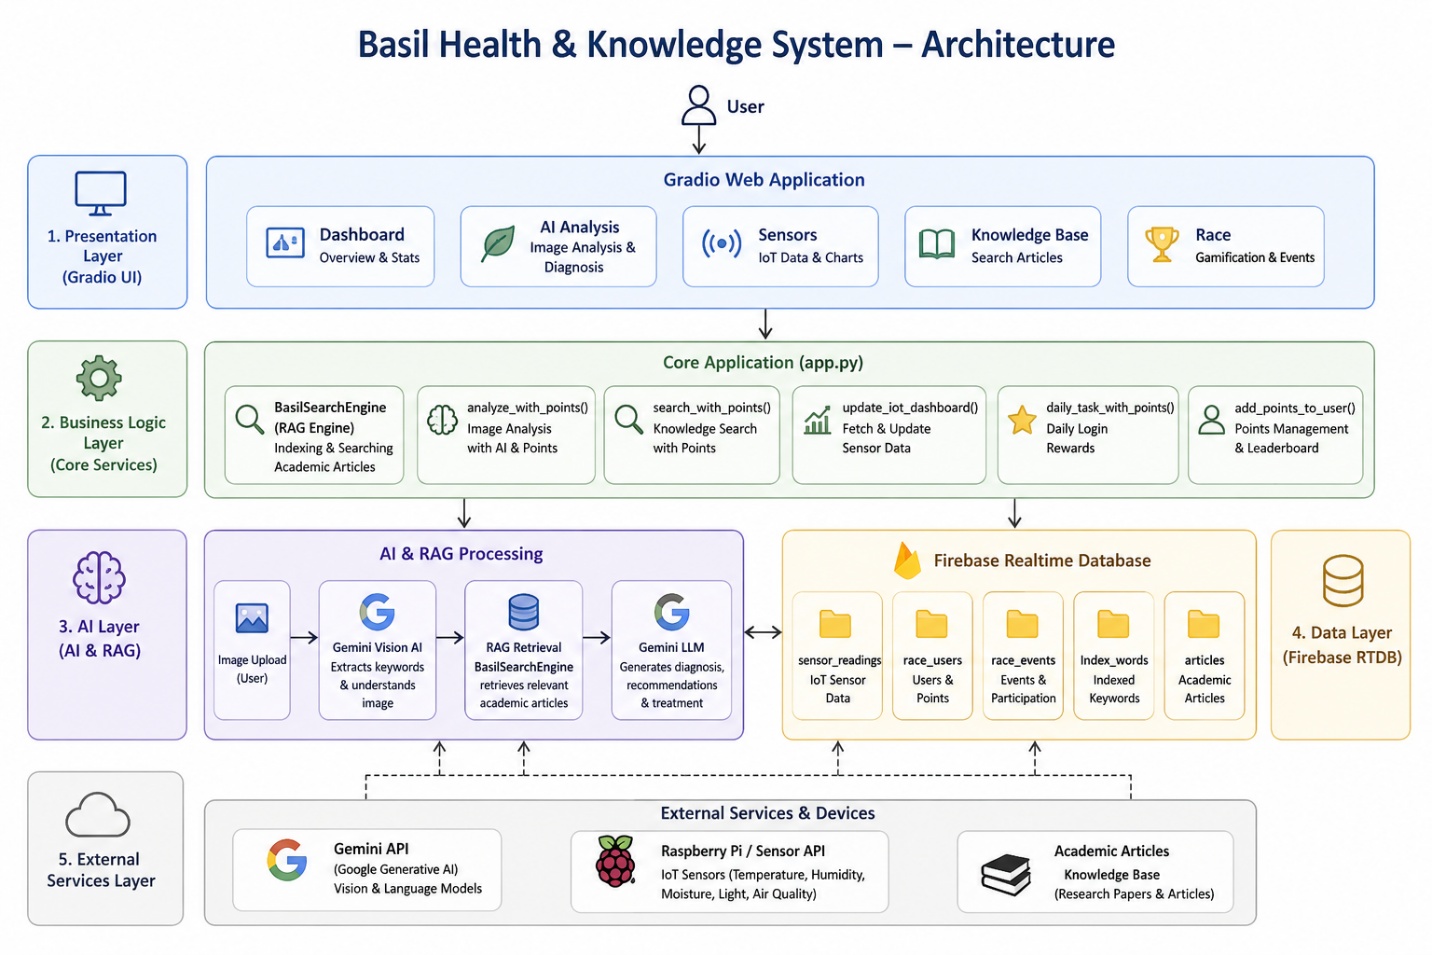 Basil Health & Knowledge System – Architecture
User
1. Presentation
Layer
(Gradio UI)
Gradio Web Application
Dashboard
Overview & Stats
AI Analysis
Image Analysis &
Diagnosis
Sensors
IoT Data & Charts
Knowledge Base
Search Articles
Race
Gamification & Events
2. Business Logic
Layer
(Core Services)
Core Application (app.py)
BasilSearchEngine
(RAG Engine)
Indexing & Searching
Academic Articles
analyze_with_points()
Image Analysis
with AI & Points
search_with_points()
Knowledge Search
with Points
update_iot_dashboard()
Fetch & Update
Sensor Data
daily_task_with_points()
Daily Login
Rewards
add_points_to_user()
Points Management
& Leaderboard
3. AI Layer
(AI & RAG)
AI & RAG Processing
Image Upload
(User)
Gemini Vision AI
Extracts keywords
& understands
image
RAG Retrieval
BasilSearchEngine
retrieves relevant
academic articles
Gemini LLM
Generates diagnosis,
recommendations
& treatment
Firebase Realtime Database
sensor_readings
IoT Sensor
Data
race_users
Users &
Points
race_events
Events &
Participation
Index_words
Indexed
Keywords
articles
Academic
Articles
4. Data Layer
(Firebase RTDB)
5. External
Services Layer
External Services & Devices
Gemini API
(Google Generative AI)
Vision & Language Models
Raspberry Pi / Sensor API
IoT Sensors (Temperature, Humidity,
Moisture, Light, Air Quality)
Academic Articles
Knowledge Base
(Research Papers & Articles)